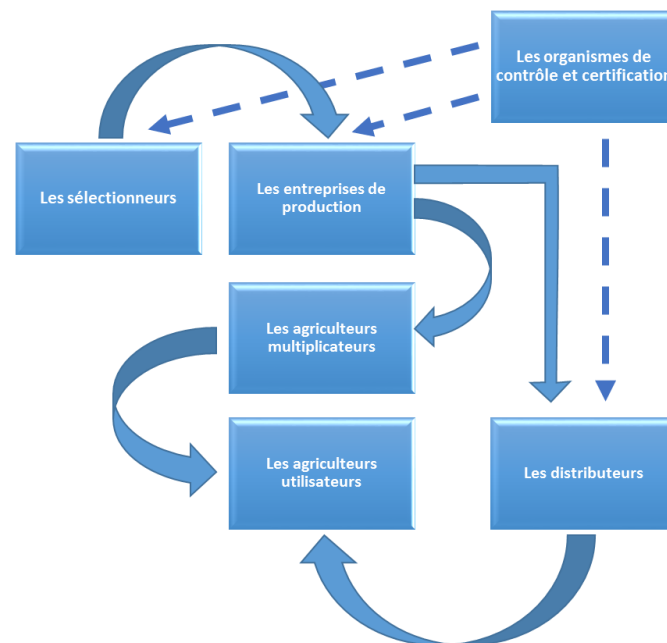 Les organismes de
contrôle et certification
Les sélectionneurs
Les entreprises de
production
Les agriculteurs
multiplicateurs
Les agriculteurs
utilisateurs
Les distributeurs